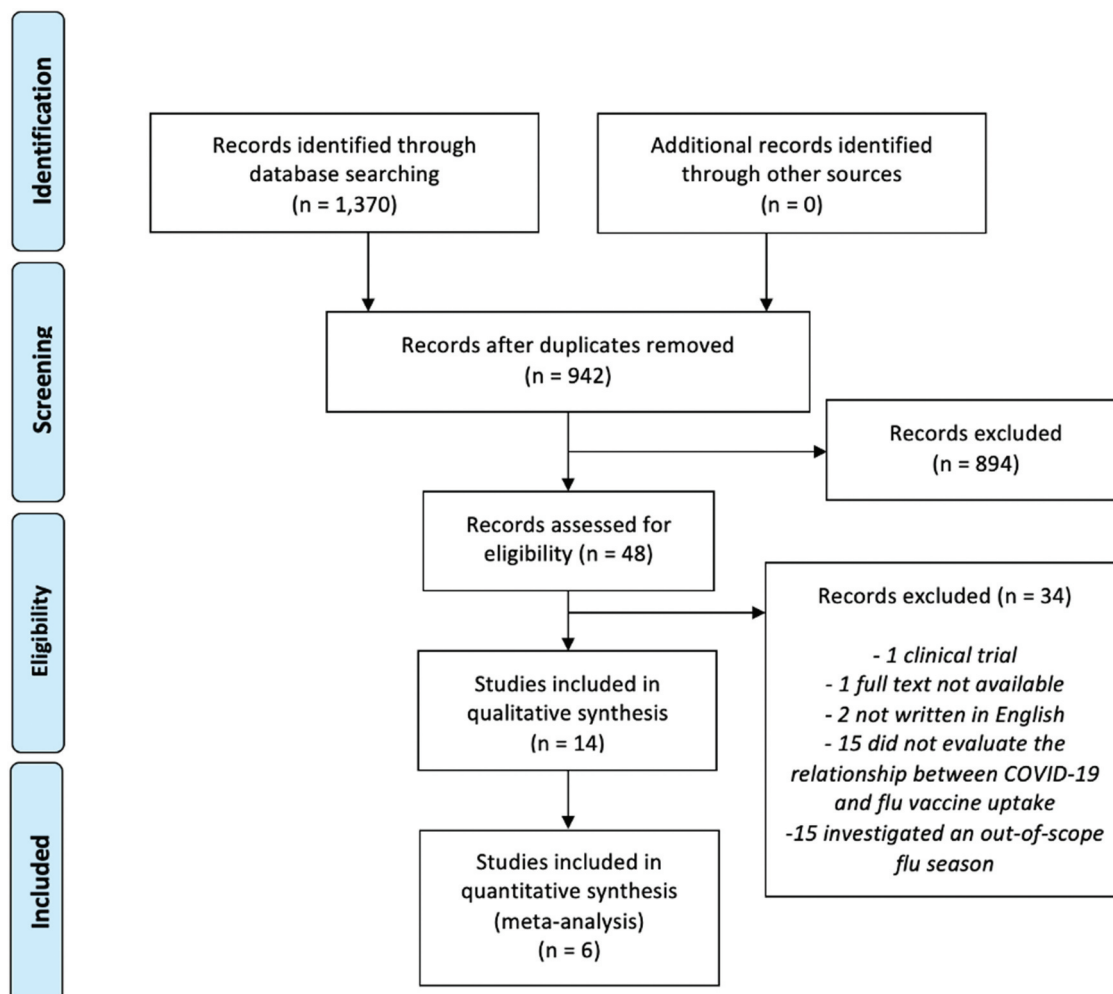 Identification
Records identified through
database searching
(n = 1,370)
Additional records identified
through other sources
(n = 0)
Screening
Records after duplicates removed
(n = 942)
Records excluded
(n = 894)
Eligibility
Records assessed for
eligibility (n = 48)
Records excluded (n = 34)
- 1 clinical trial
- 1 full text not available
- 2 not written in English
- 15 did not evaluate the
relationship between COVID-19
and flu vaccine uptake
-15 investigated an out-of-scope
flu season
Studies included in
qualitative synthesis
(n = 14)
Included
Studies included in
quantitative synthesis
(meta-analysis)
(n = 6)